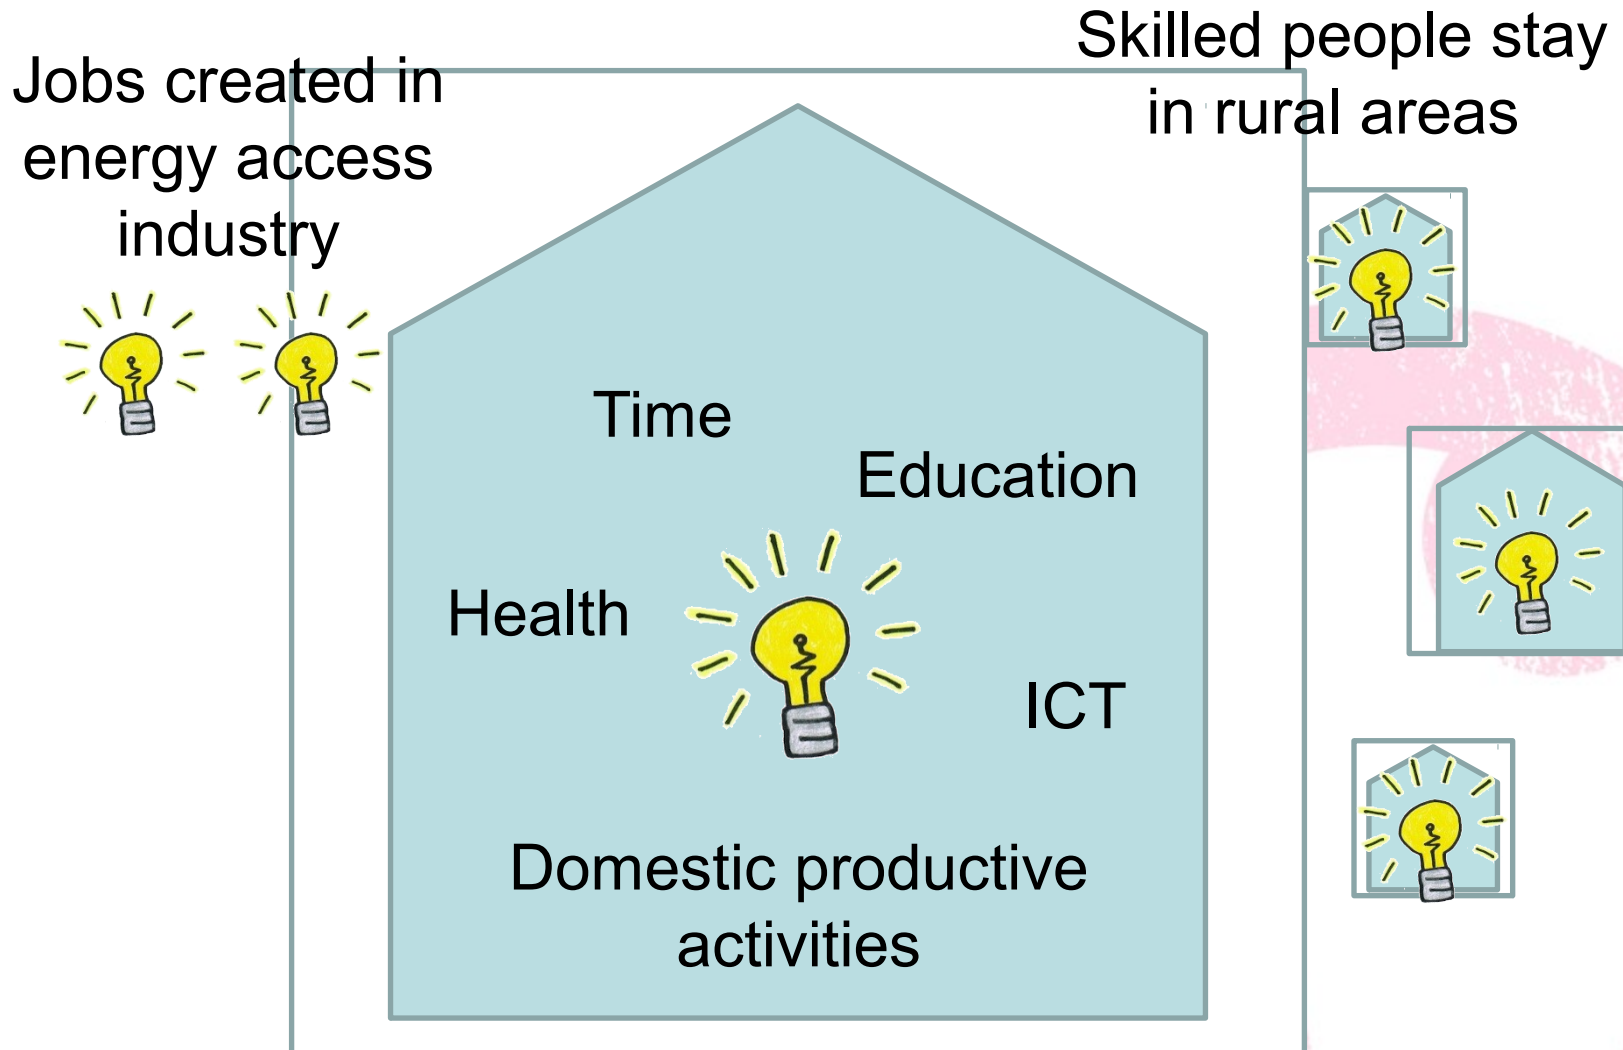 Jobs created in
energy access
industry
Skilled people stay
in rural areas
Time
Education
Health
ICT
Domestic productive
activities